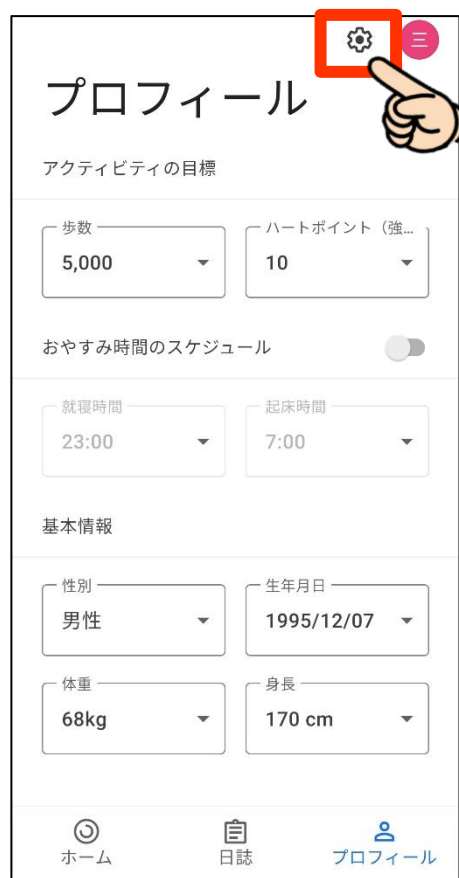 三
プロフィール
アクティビティの目標
歩数
ハートポイント（強...
5,000
10
おやすみ時間のスケジュール
就寝時間
起床時間
23:00
7:00
基本情報
性別
生年月日
男性
1995/12/07
体重
身長
68kg
170 cm
ホーム
日誌
プロフィール